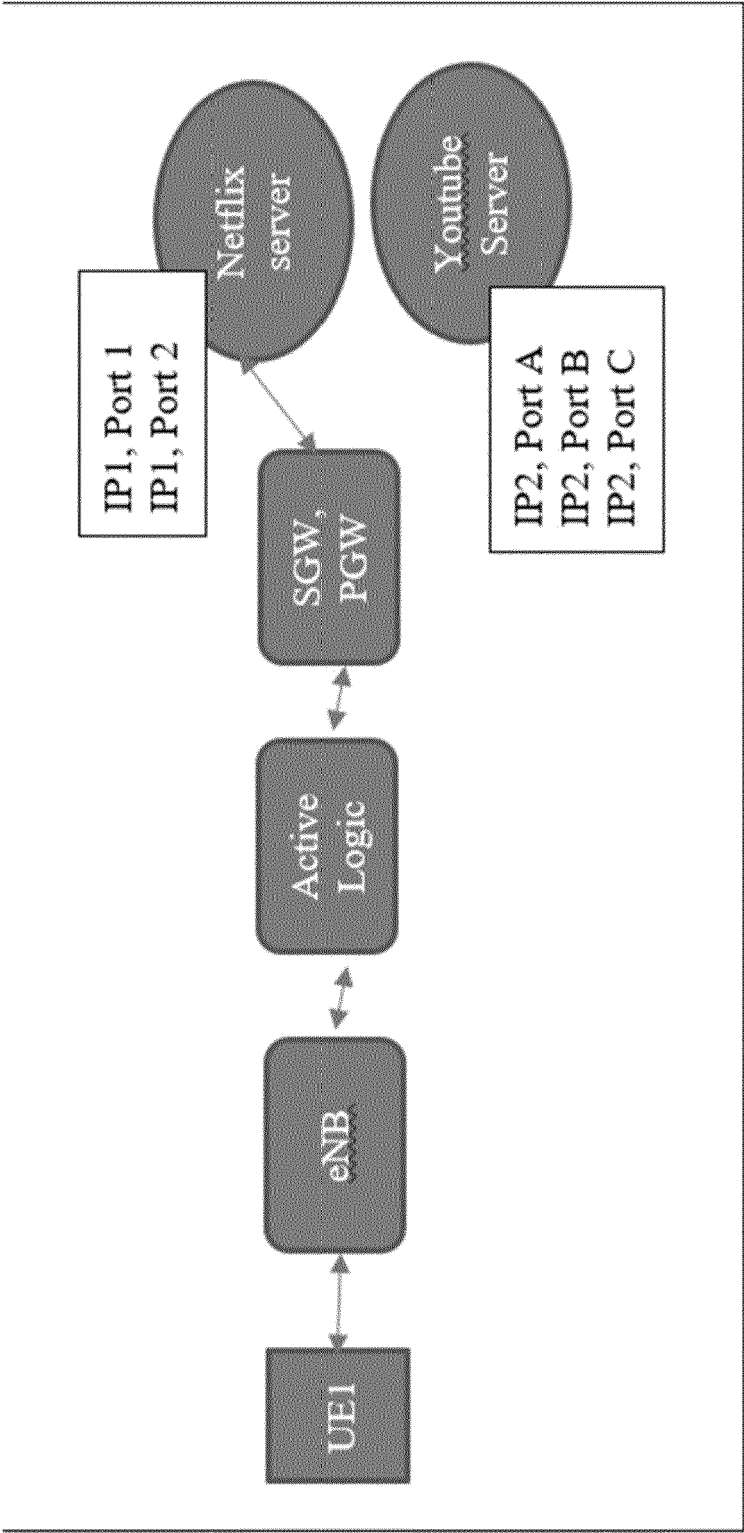 UE1
eNB
Active
Logic
SGW,
PGW
IP1, Port 1
IP1, Port 2
Netflix
server
IP2, Port A
IP2, Port B
IP2, Port C
Youtube
Server